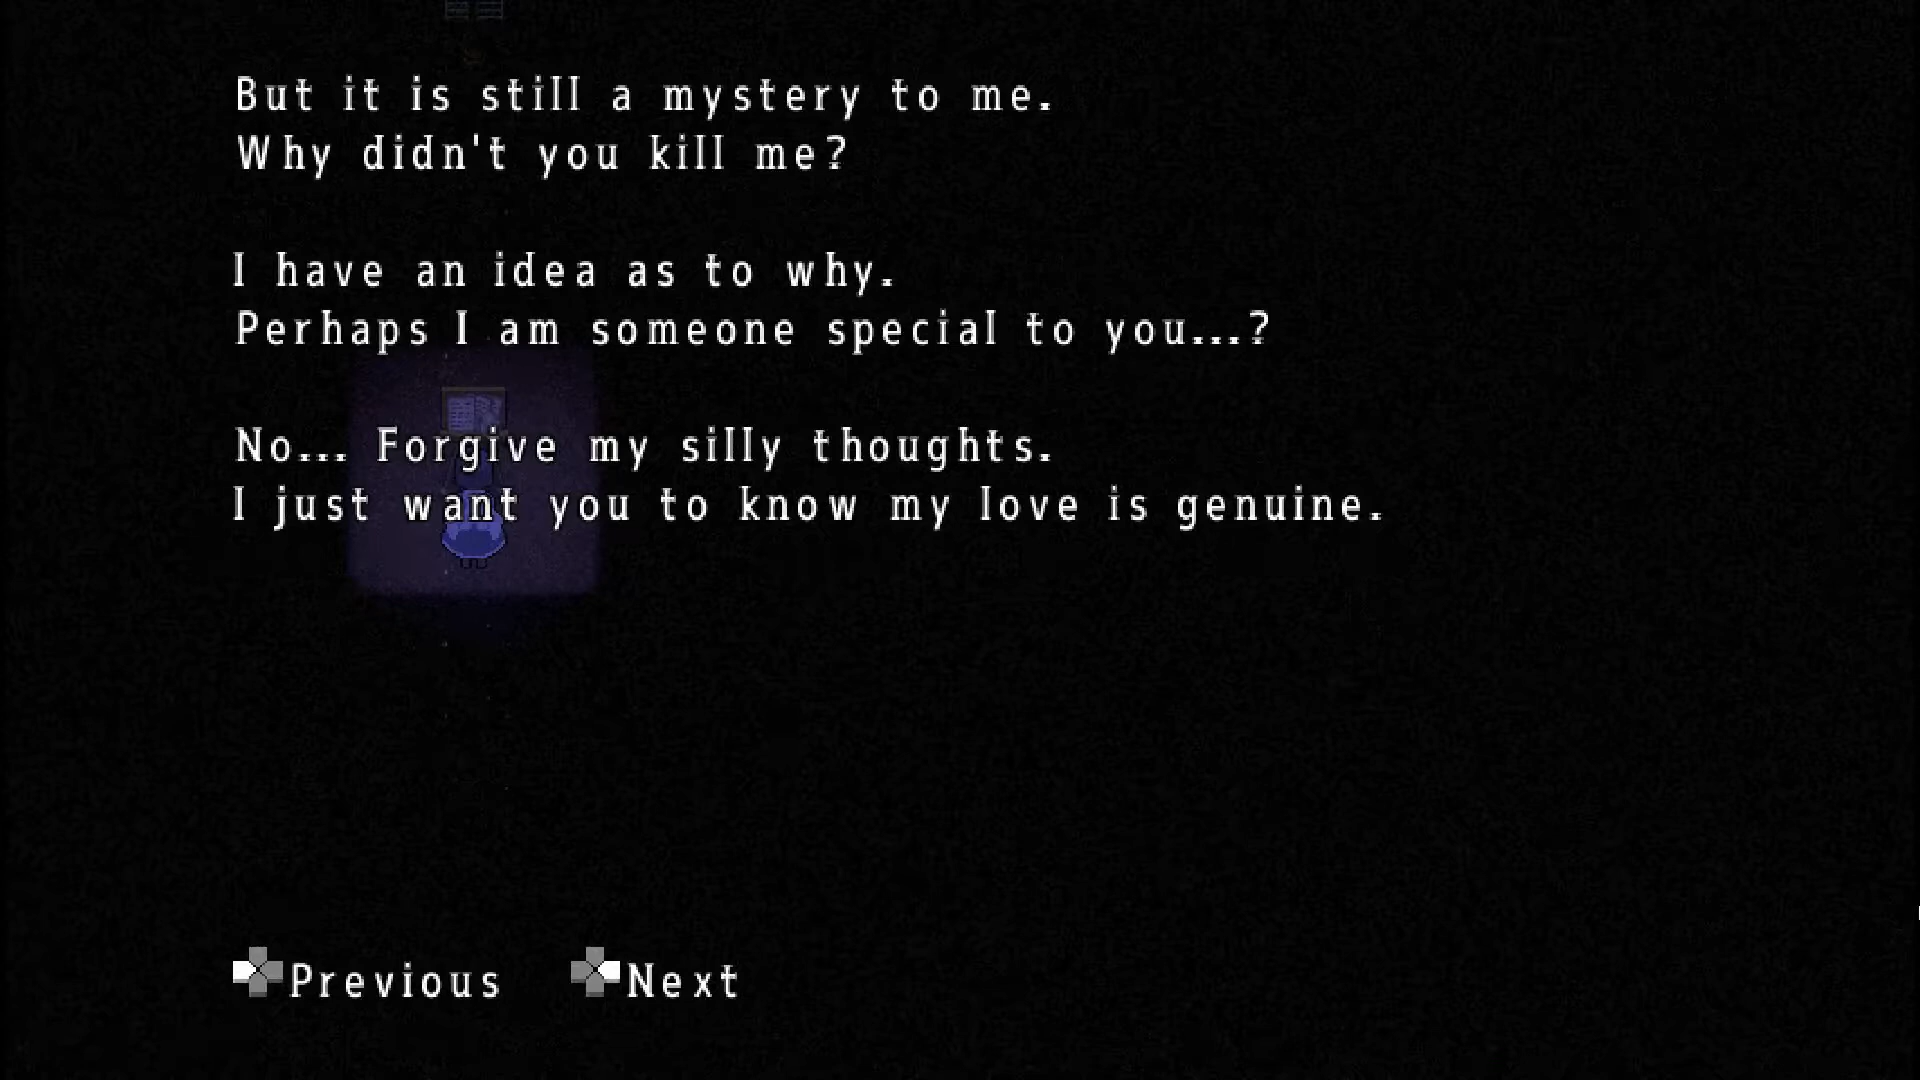 But it is still a mystery to me.
Why didn't you kill me?
I have an idea as to why.
Perhaps I am someone special to you...?
No... Forgive my silly thoughts.
I just want you to know my love is genuine.
Previous Next